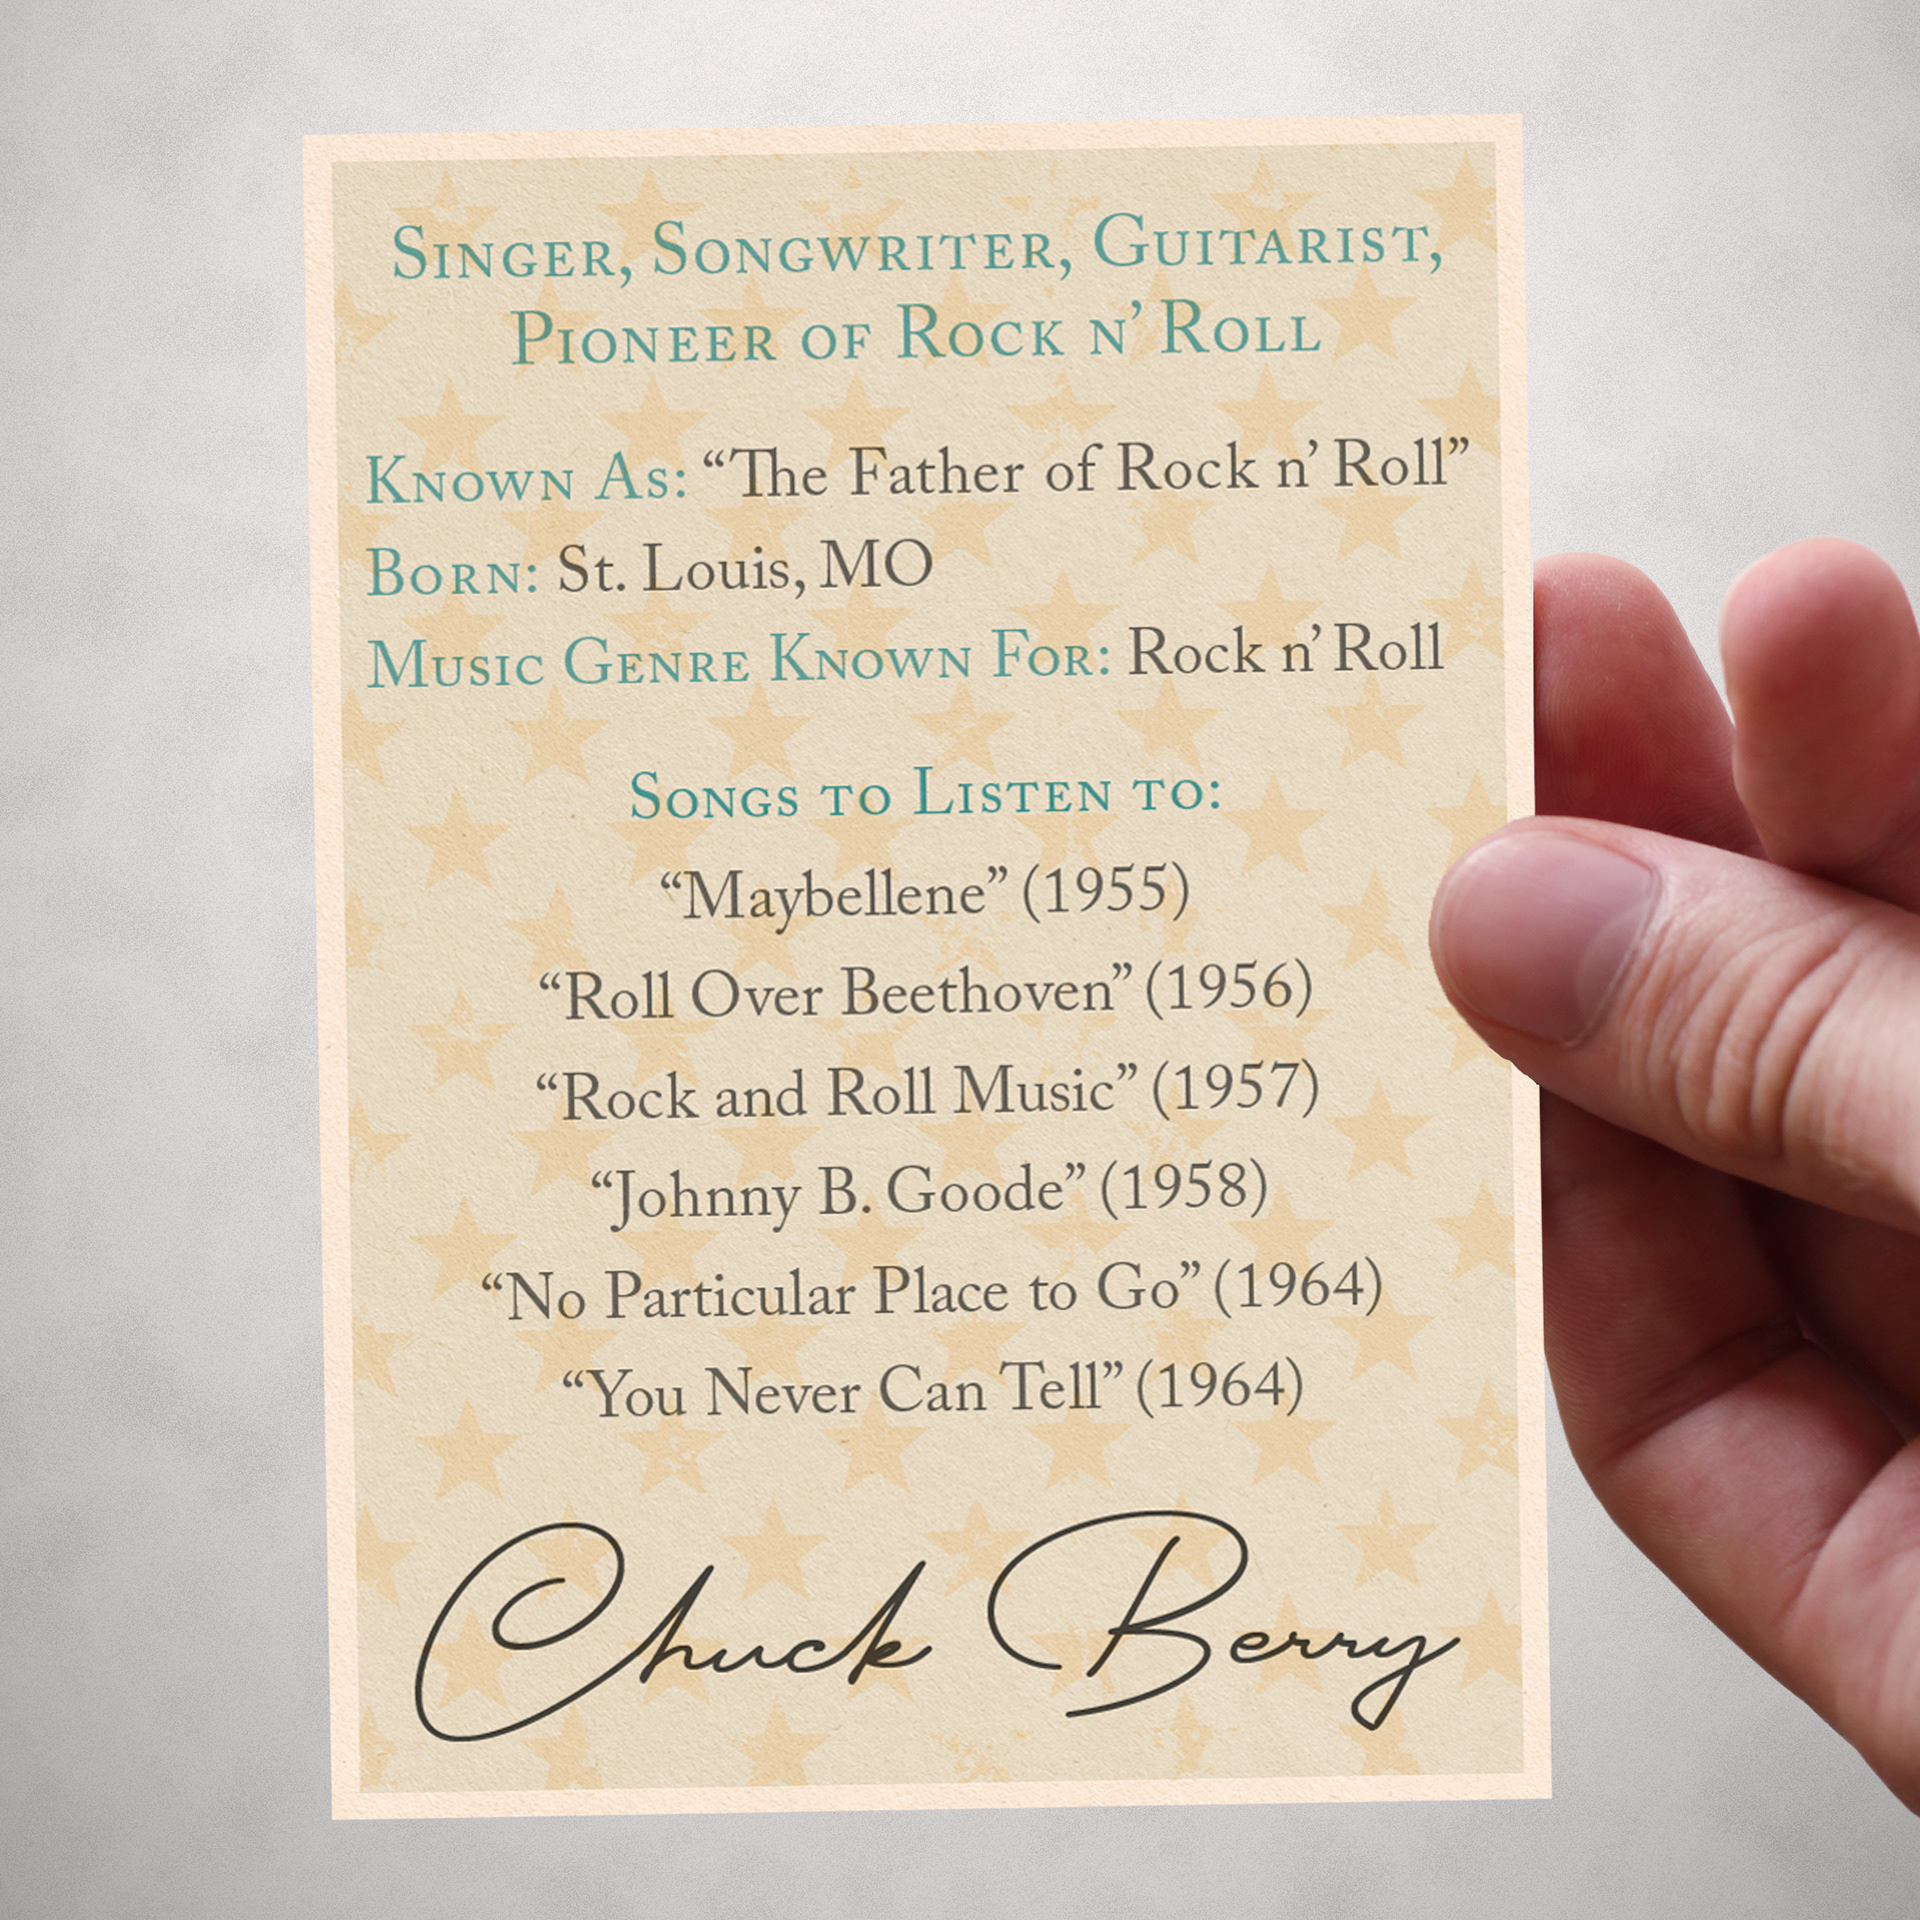 Singer, Songwriter, Guitarist,
Pioneer of Rock n’ Roll
Known As: “The Father of Rock n’ Roll”
Born: St. Louis, MO
Music Genre Known For: Rock n’ Roll
Songs to Listen to:
“Maybellene” (1955)
“Roll Over Beethoven” (1956)
“Rock and Roll Music” (1957)
“Johnny B. Goode” (1958)
“No Particular Place to Go” (1964)
“You Never Can Tell” (1964)
Chuck Berry